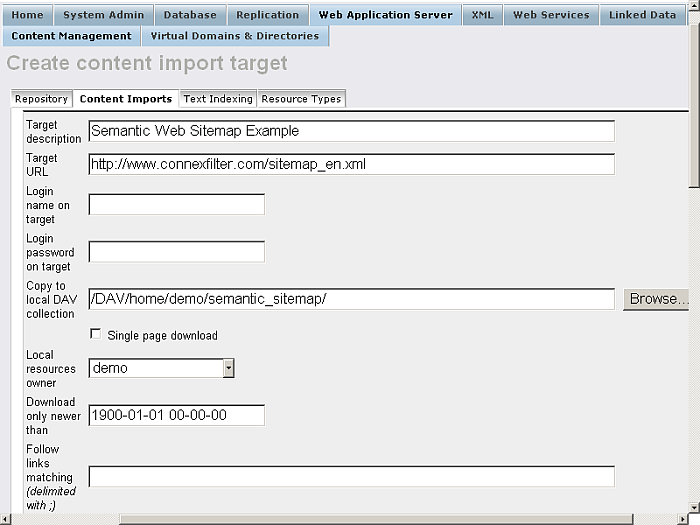 Home System Admin Database Replication Web Application Server XML Web Services Linked Data
Content Management Virtual Domains & Directories
Create content import target
Repository Content Imports Text Indexing Resource Types
Target
description
Semantic Web Sitemap Example
Target
URL
http://www.connexfilter.com/sitemap_en.xml
Login
name on
target
Login
password
on target
Copy to
local DAV
collection
/DAV/home/demo/semantic_sitemap/
Browse...
Single page download
Local
resources
owner
demo
Download
only newer
than
1900-01-01 00-00-00
Follow
links
matching
(delimited
with ;)